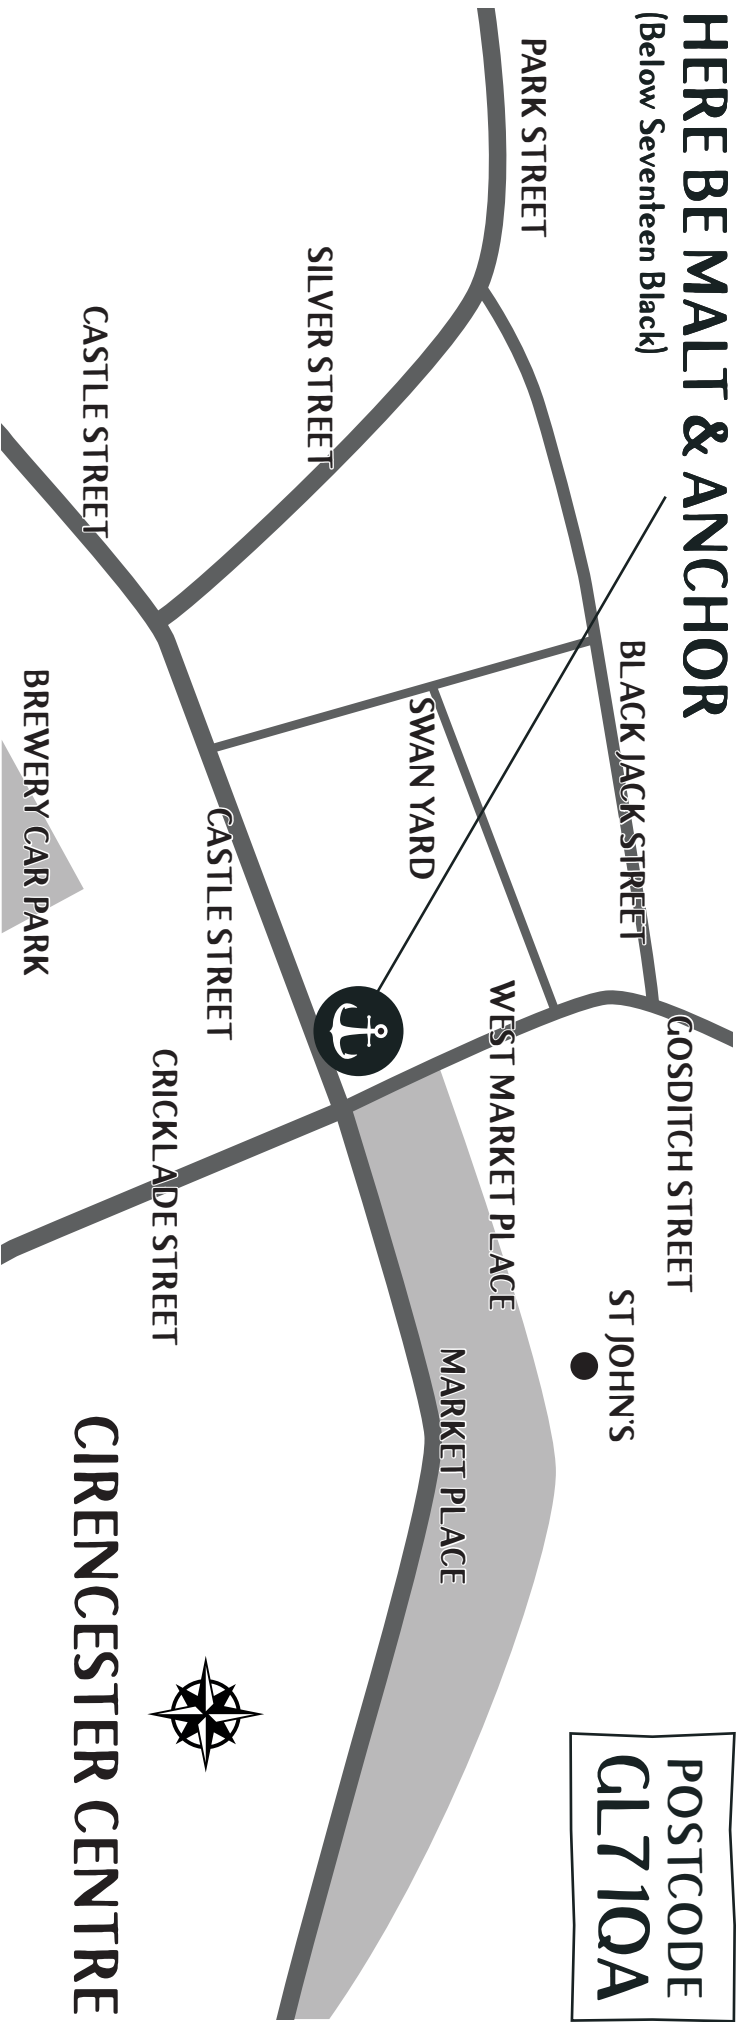 HERE BE MALT & ANCHOR
(Below Seventeen Black)
PARK STREET
SILVER STREET
CASTLE STREET
BLACK JACK STREET
SWAN YARD
CASTLE STREET
BREWERY CAR PARK
GOSDITCH STREET
WEST MARKET PLACE
CRICKLADE STREET
ST JOHN'S
MARKET PLACE
POSTCODE
GL7 1QA
CIRENCESTER CENTRE